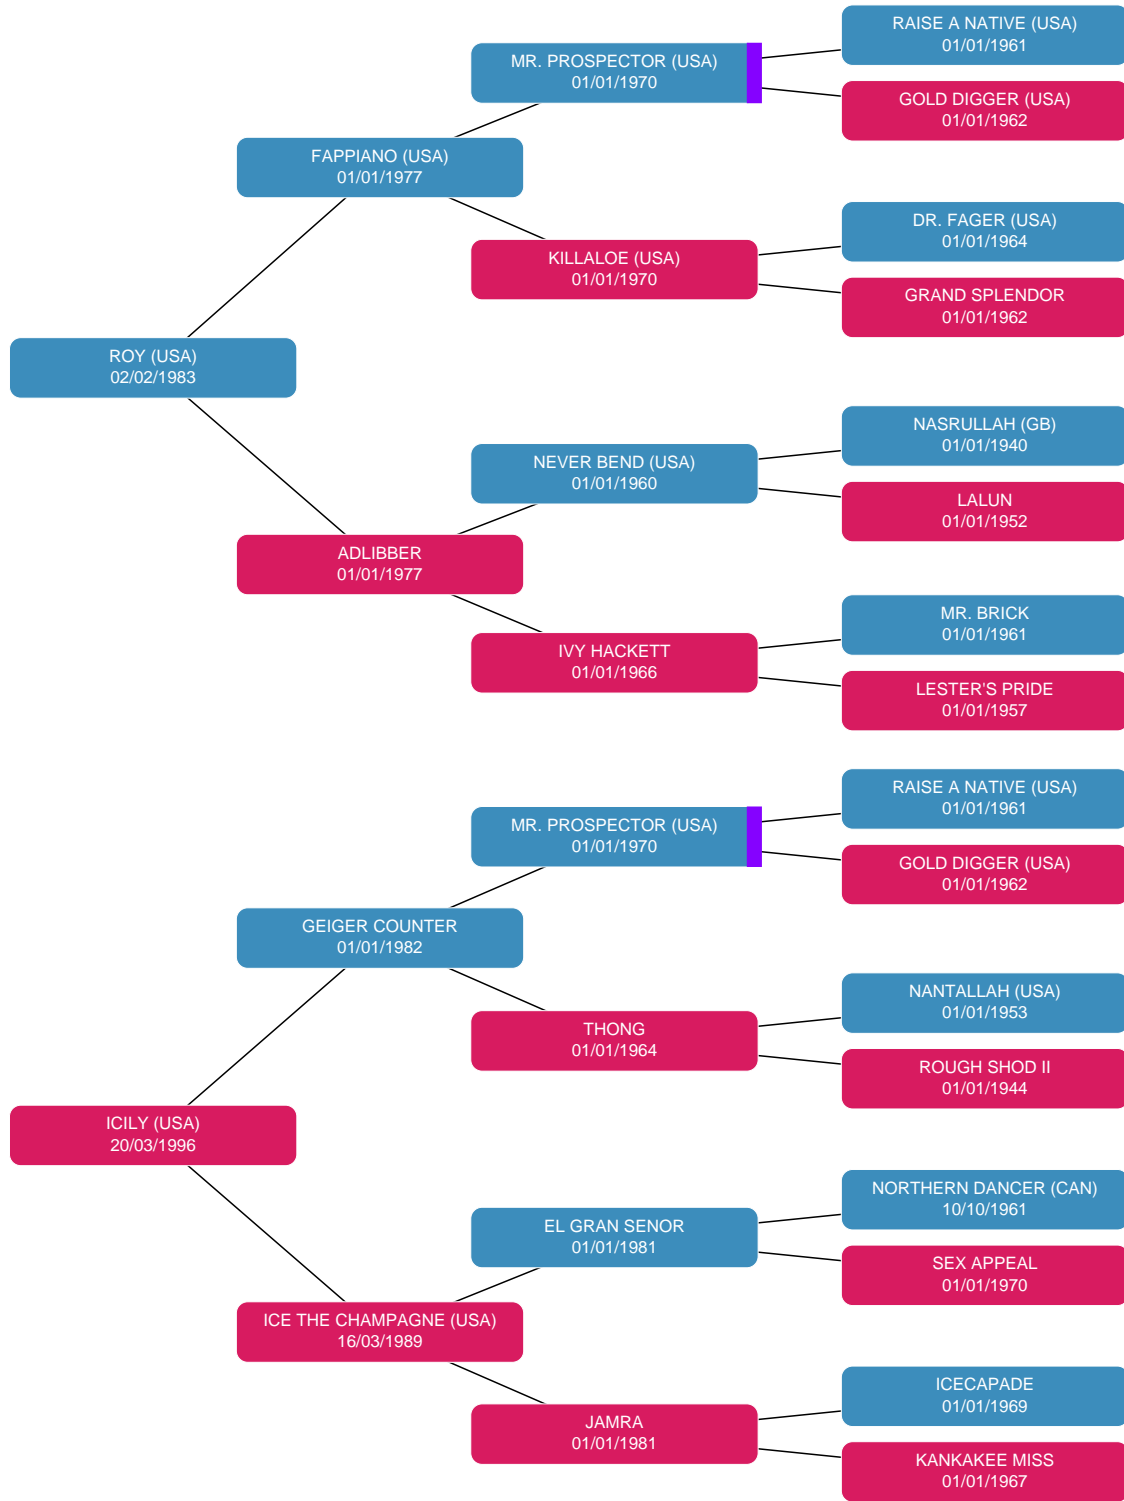 RAISE A NATIVE (USA)
01/01/1961
MR. PROSPECTOR (USA)
01/01/1970
GOLD DIGGER (USA)
01/01/1962
FAPPIANO (USA)
01/01/1977
DR. FAGER (USA)
01/01/1964
KILLALOE (USA)
01/01/1970
GRAND SPLENDOR
01/01/1962
ROY (USA)
02/02/1983
NASRULLAH (GB)
01/01/1940
NEVER BEND (USA)
01/01/1960
LALUN
01/01/1952
ADLIBBER
01/01/1977
MR. BRICK
01/01/1961
IVY HACKETT
01/01/1966
LESTER'S PRIDE
01/01/1957
RAISE A NATIVE (USA)
01/01/1961
MR. PROSPECTOR (USA)
01/01/1970
GOLD DIGGER (USA)
01/01/1962
GEIGER COUNTER
01/01/1982
NANTALLAH (USA)
01/01/1953
THONG
01/01/1964
ROUGH SHOD II
01/01/1944
ICILY (USA)
20/03/1996
NORTHERN DANCER (CAN)
10/10/1961
EL GRAN SENOR
01/01/1981
SEX APPEAL
01/01/1970
ICE THE CHAMPAGNE (USA)
16/03/1989
ICECAPADE
01/01/1969
JAMRA
01/01/1981
KANKAKEE MISS
01/01/1967